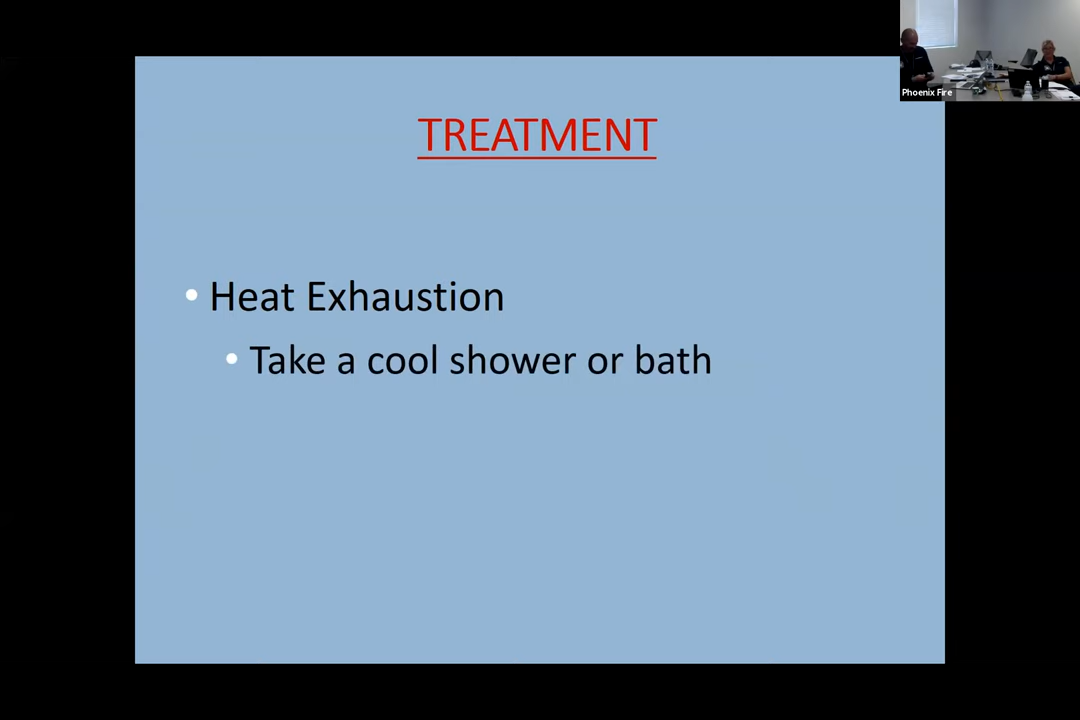 TREATMENT
• Heat Exhaustion
• Take a cool shower or bath
Phoenix Fire